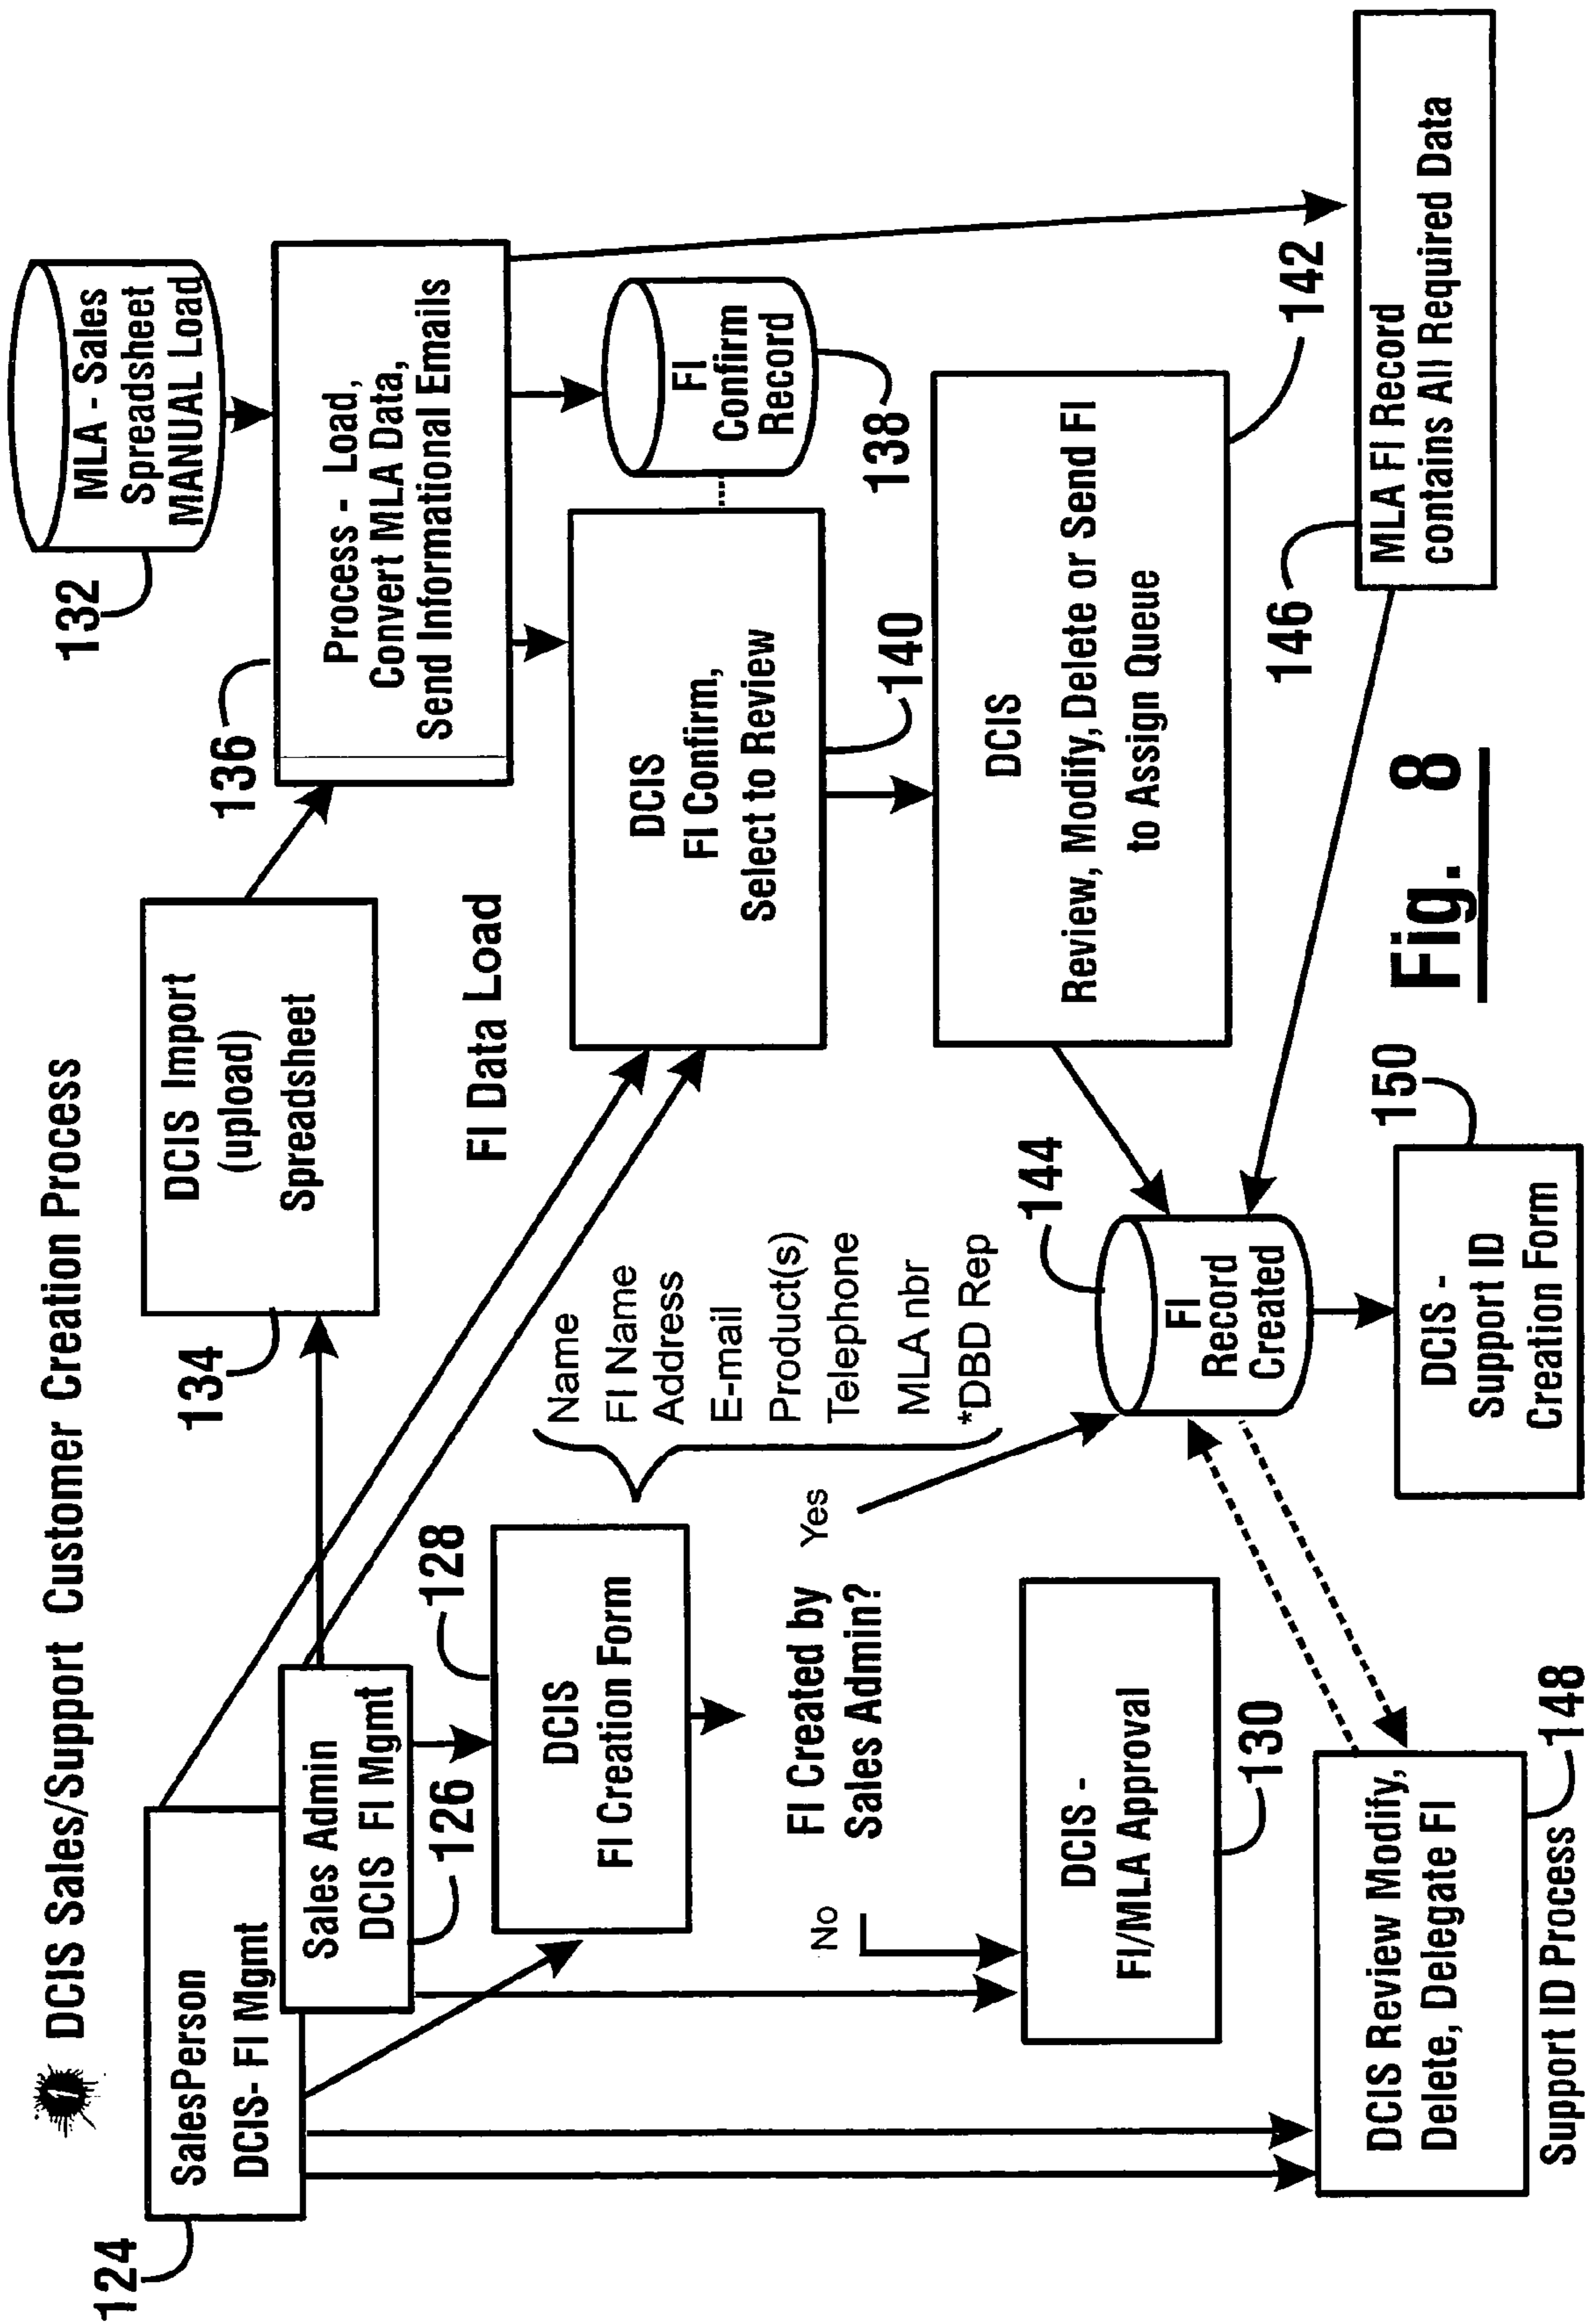 DCIS Sales/Support Customer Creation Process
124
SalesPerson
DCIS- FI Mgmt
Sales Admin
DCIS FI Mgmt
126
134
DCIS Import
(upload)
Spreadsheet
132
MLA - Sales
Spreadsheet
MANUAL Load
136
Process - Load,
Convert MLA Data,
Send Informational Emails
FI Data Load
128
DCIS
FI Creation Form
Name
FI Name
Address
E-mail
Product(s)
Telephone
MLA nbr
*DBD Rep
DCIS
FI Confirm,
Select to Review
140
FI
Confirm
Record
138
FI Created by
Sales Admin?
Yes
No
DCIS -
FI/MLA Approval
130
DCIS
Review, Modify, Delete or Send FI
to Assign Queue
142
144
FI
Record
Created
146
MLA FI Record
contains All Required Data
DCIS Review Modify,
Delete, Delegate FI
148
Support ID Process
150
DCIS -
Support ID
Creation Form
Fig. 8